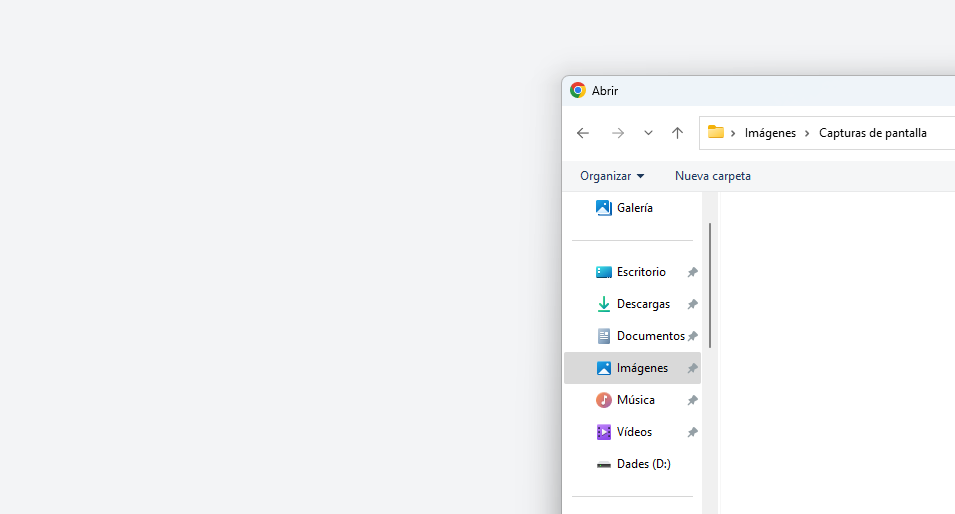 Abrir
Imágenes > Capturas de pantalla
Organizar Nueva carpeta
Galería
Escritorio
Descargas
Documentos
Imágenes
Música
Vídeos
Dades (D:)